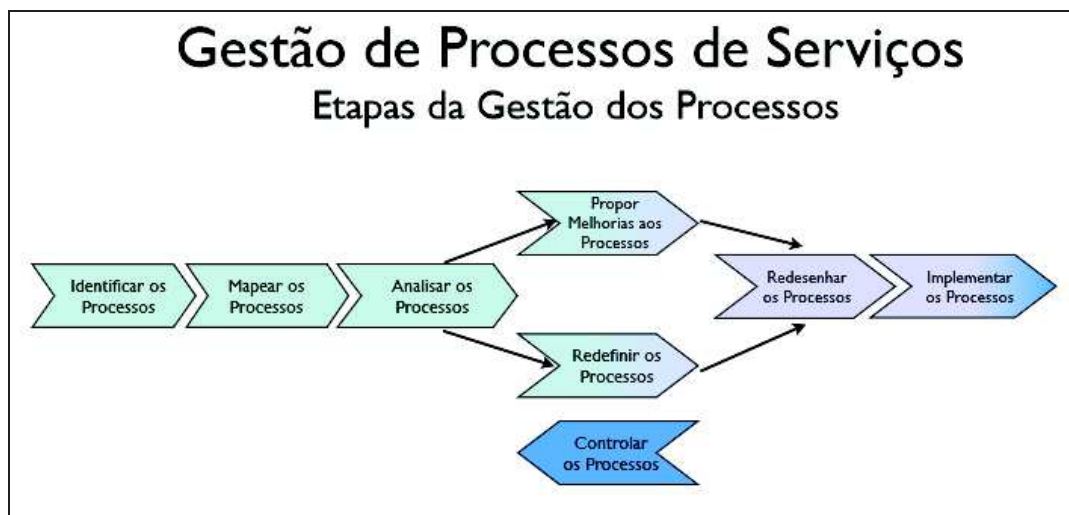 Gestão de Processos de Serviços
Etapas da Gestão dos Processos
Identificar os
Processos
Mapear os
Processos
Analisar os
Processos
Propor
Melhorias aos
Processos
Redefinir os
Processos
Redesenhar
os Processos
Implementar
os Processos
Controlar
os Processos